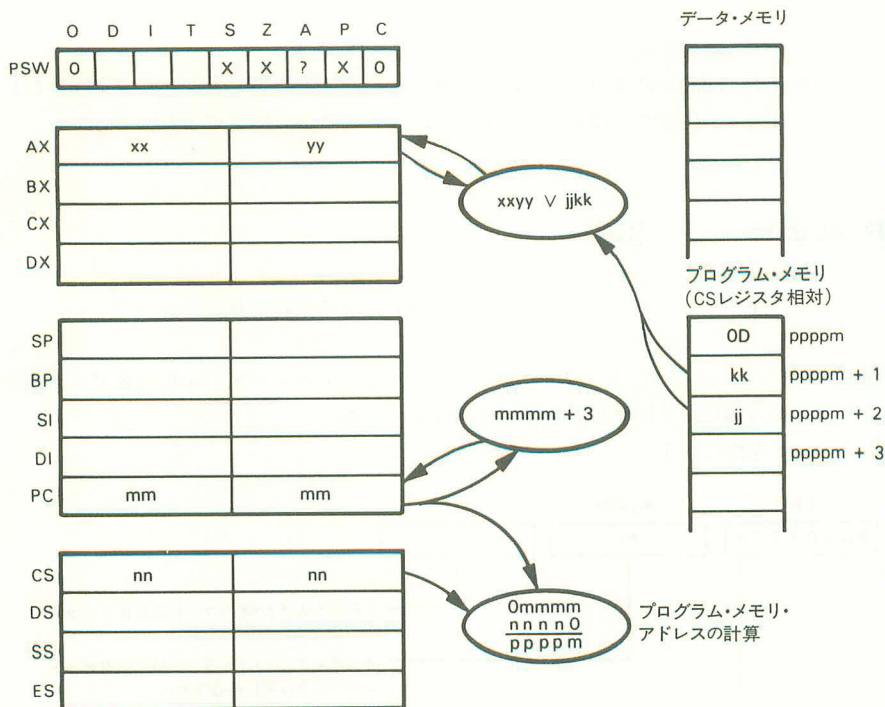 O D I T S Z A P C
PSW 0 X X ? X 0
AX xx yy
BX
CX
DX
xxyy ∨ jjkk
データ・メモリ
プログラム・メモリ
(CSレジスタ相対)
0D ppppm
kk ppppm + 1
jj ppppm + 2
ppppm + 3
SP
BP
SI
DI
PC mm mm
mmmm + 3
CS nn nn
DS
SS
ES
0mmmm
n n n n 0
p p p p m
プログラム・メモリ・
アドレスの計算